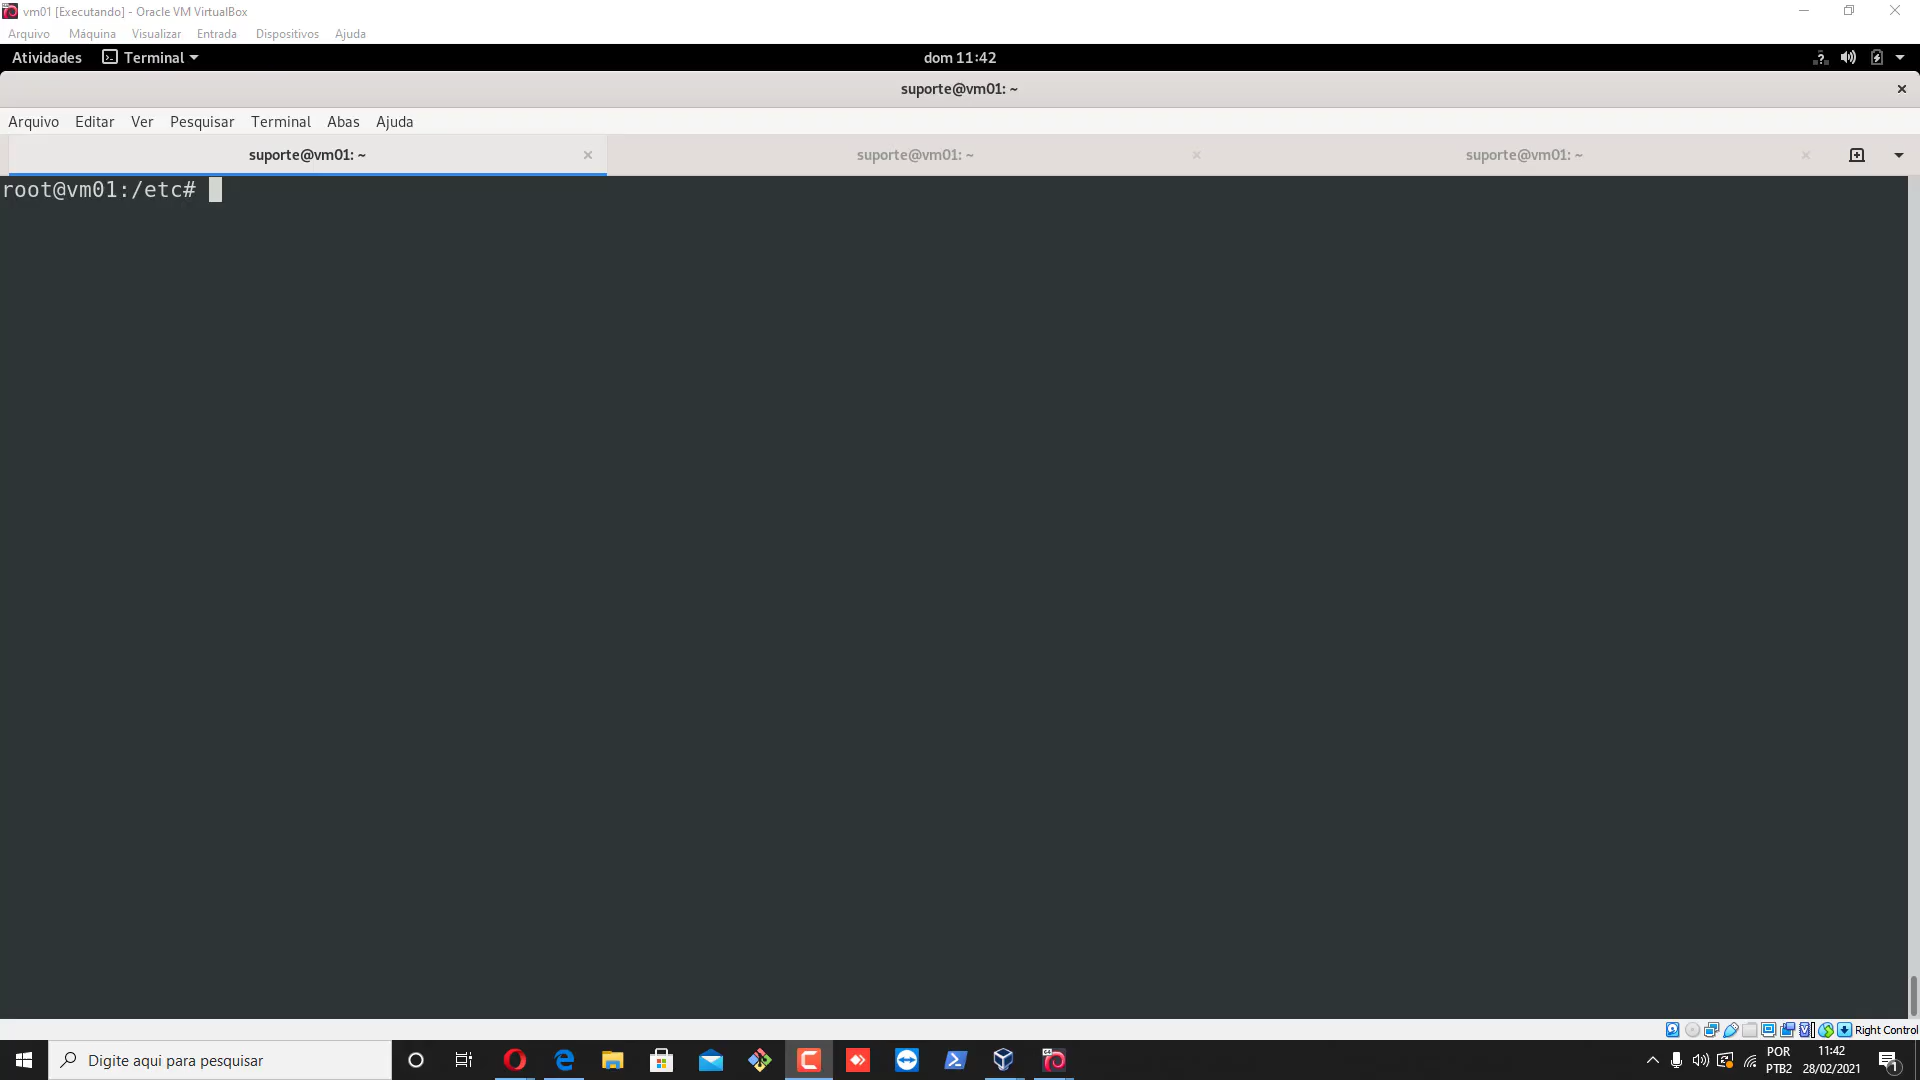 vm01 [Executando] - Oracle VM VirtualBox
Arquivo Máquina Visualizar Entrada Dispositivos Ajuda
Atividades Terminal dom 11:42
suporte@vm01: ~
Arquivo Editar Ver Pesquisar Terminal Abas Ajuda
suporte@vm01: ~ suporte@vm01: ~ suporte@vm01: ~
root@vm01:/etc#
Right Control
Digite aqui para pesquisar
POR 11:42
PTB2 28/02/2021
1